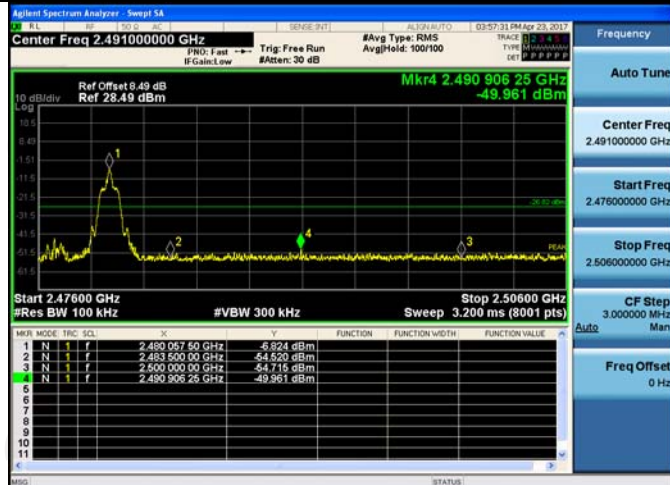 Agilent Spectrum Analyzer - Swept SA
RL RF 50 Ω AC SENSE:INT ALIGN AUTO 03:57:31 PM Apr 23, 2017
Center Freq 2.491000000 GHz
PNO: Fast
IFGain:Low
Trig: Free Run
#Atten: 30 dB
#Avg Type: RMS
Avg|Hold: 100/100
TRACE 1 2 3 4 5 6
TYPE
DET P P P P P P
Ref Offset 8.49 dB
10 dB/div Ref 28.49 dBm
Log
Mkr4 2.490 906 25 GHz
-49.961 dBm
18.5
8.49
-1.51
-11.5
-21.5
-31.5
-41.5
-51.5
-61.5
1
2
4
3
PEAK
Start 2.47600 GHz
Stop 2.50600 GHz
#Res BW 100 kHz #VBW 300 kHz Sweep 3.200 ms (8001 pts)
MKR MODE TRC SCL X Y FUNCTION FUNCTION WIDTH FUNCTION VALUE
1 N 1 f 2.480 057 50 GHz -6.824 dBm
2 N 1 f 2.483 500 00 GHz -54.520 dBm
3 N 1 f 2.500 000 00 GHz -54.715 dBm
4 N 1 f 2.490 906 25 GHz -49.961 dBm
5
6
7
8
9
10
11
MSG STATUS
Frequency
Auto Tune
Center Freq
2.491000000 GHz
Start Freq
2.476000000 GHz
Stop Freq
2.506000000 GHz
CF Step
3.000000 MHz
Auto Man
Freq Offset
0 Hz